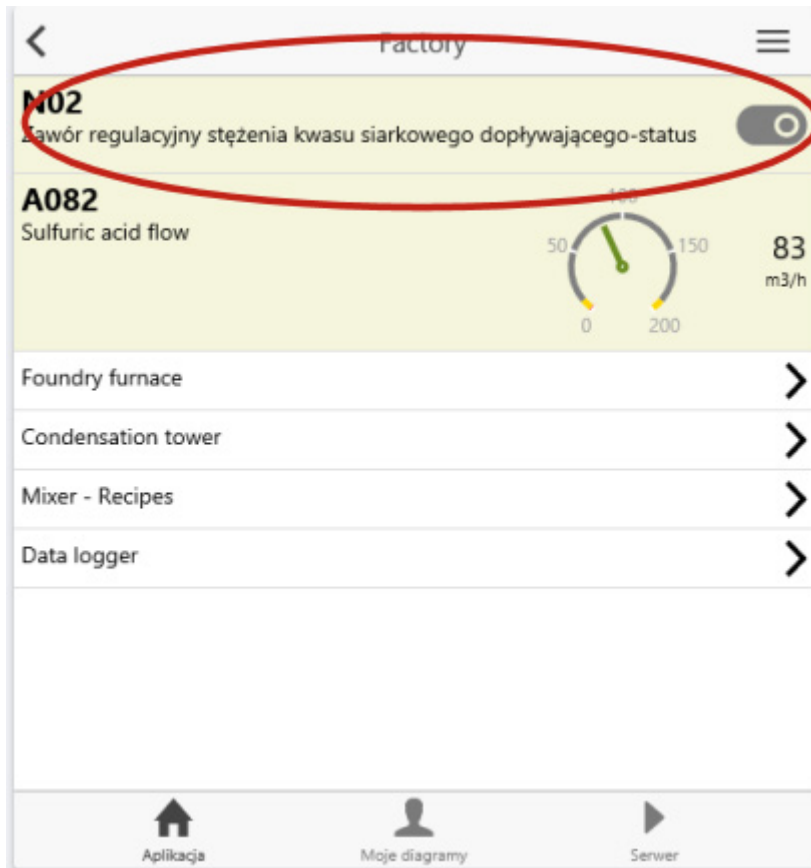 Factory
N02
Zawór regulacyjny stężenia kwasu siarkowego dopływającego-status
A082
Sulfuric acid flow
100
50
150
83
m3/h
0
200
Foundry furnace
Condensation tower
Mixer - Recipes
Data logger
Aplikacja
Moje diagramy
Serwer